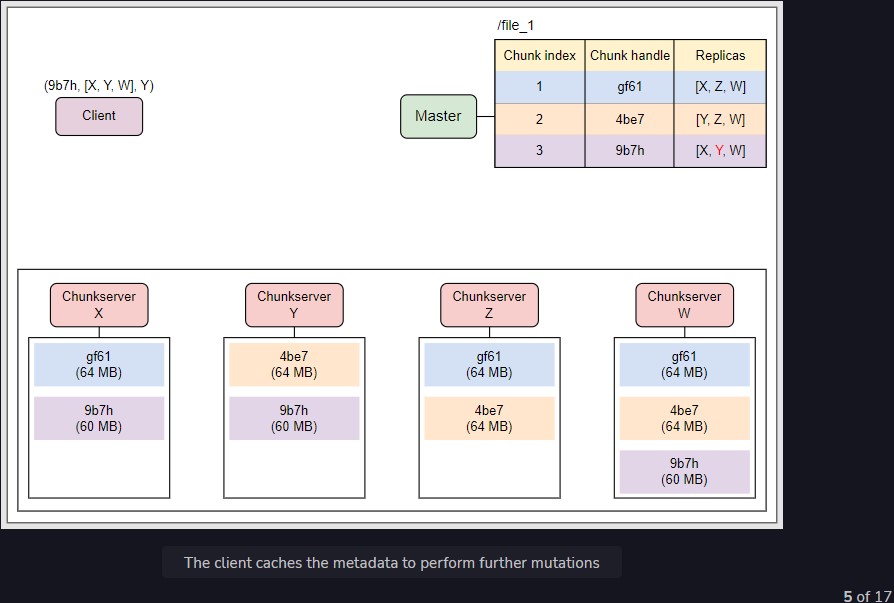 /file_1
Chunk index Chunk handle Replicas
1 gf61 [X, Z, W]
2 4be7 [Y, Z, W]
3 9b7h [X, Y, W]
(9b7h, [X, Y, W], Y)
Client
Master
Chunkserver
X
gf61
(64 MB)
9b7h
(60 MB)
Chunkserver
Y
4be7
(64 MB)
9b7h
(60 MB)
Chunkserver
Z
gf61
(64 MB)
4be7
(64 MB)
Chunkserver
W
gf61
(64 MB)
4be7
(64 MB)
9b7h
(60 MB)
The client caches the metadata to perform further mutations
5 of 17